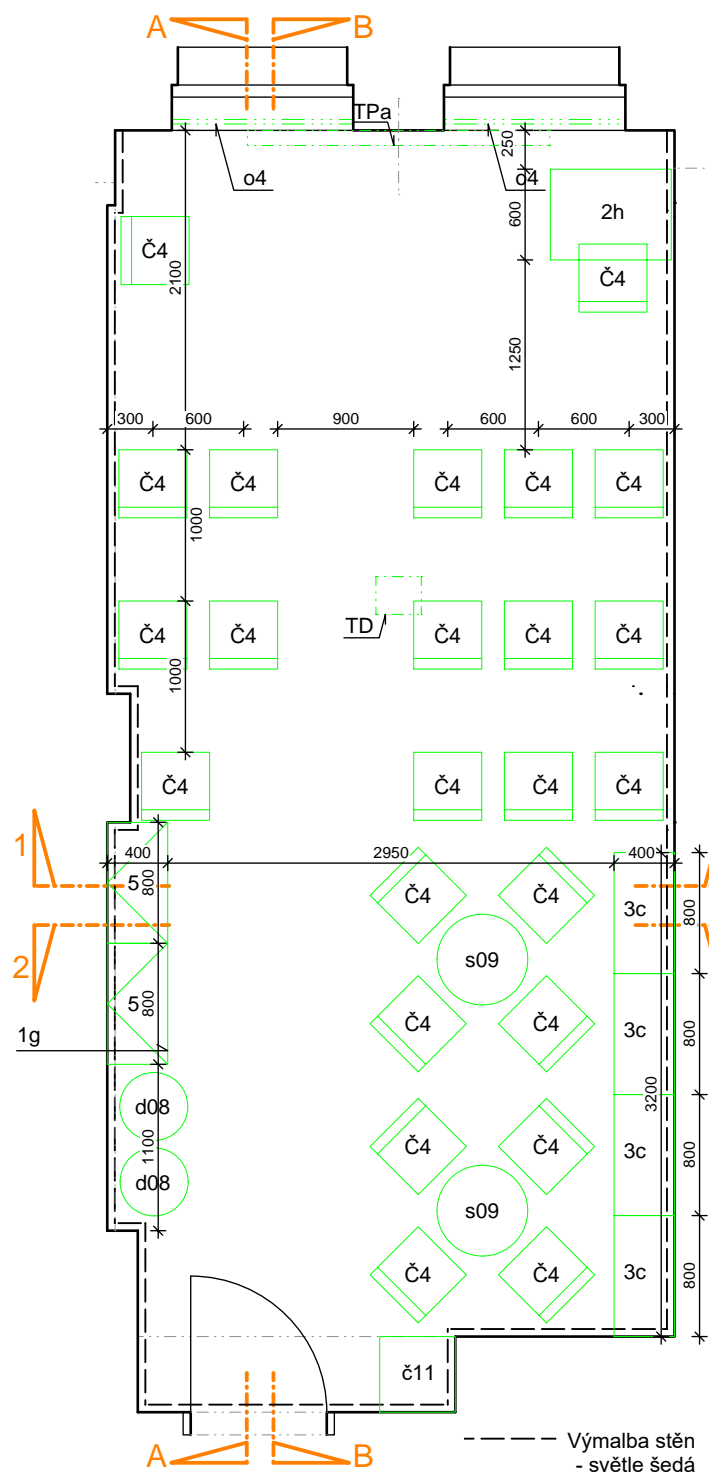 A B
TPa
o4
o4
250
600
2h
Č4
Č4
2100
1250
300 600 900 600 600 300
Č4 Č4 Č4 Č4 Č4
1000
TD
Č4 Č4 Č4 Č4 Č4
1000
Č4 Č4 Č4 Č4
1
400 2950 400
5
800
Č4 Č4
3c
800
s09
2
5
800
Č4 Č4
3c
800
1g
3200
d08
1100
Č4 Č4
3c
800
d08
s09
Č4 Č4
3c
800
č11
A B
Výmalba stěn
- světle šedá